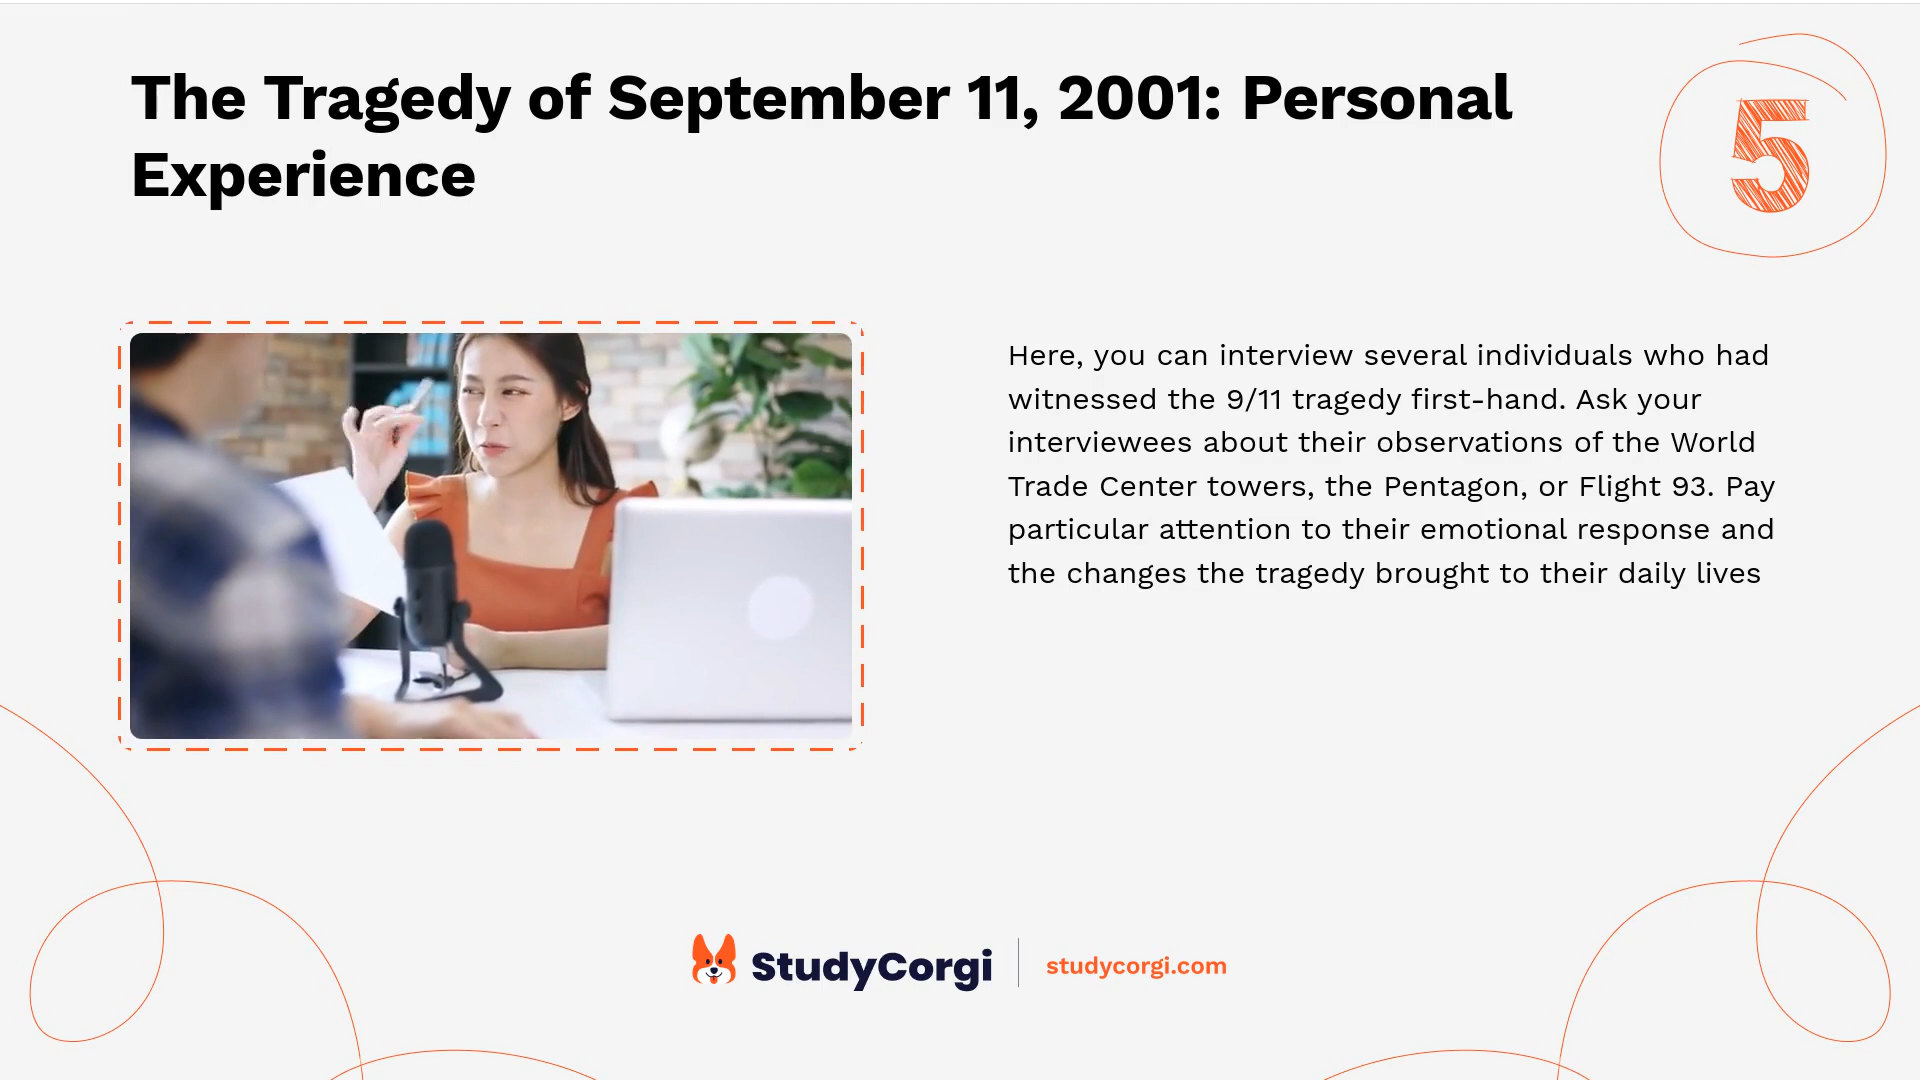 The Tragedy of September 11, 2001: Personal
Experience
5
Here, you can interview several individuals who had
witnessed the 9/11 tragedy first-hand. Ask your
interviewees about their observations of the World
Trade Center towers, the Pentagon, or Flight 93. Pay
particular attention to their emotional response and
the changes the tragedy brought to their daily lives
StudyCorgi
studycorgi.com